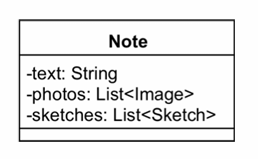 Note
-text: String
-photos: List<Image>
-sketches: List<Sketch>